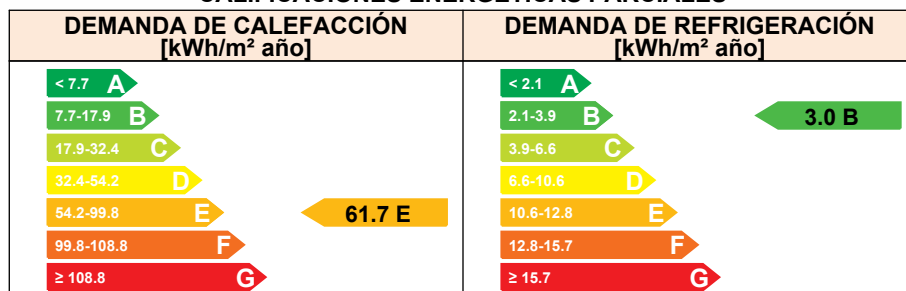 CALIFICACIONES ENERGÉTICAS PARCIALES
DEMANDA DE CALEFACCIÓN
[kWh/m² año]
< 7.7 A
7.7-17.9 B
17.9-32.4 C
32.4-54.2 D
54.2-99.8 E
61.7 E
99.8-108.8 F
≥ 108.8 G
DEMANDA DE REFRIGERACIÓN
[kWh/m² año]
< 2.1 A
2.1-3.9 B
3.0 B
3.9-6.6 C
6.6-10.6 D
10.6-12.8 E
12.8-15.7 F
≥ 15.7 G